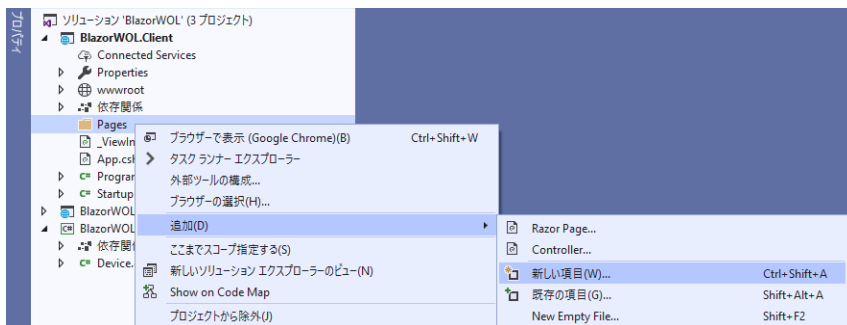 プロパティ
ソリューション 'BlazorWOL' (3 プロジェクト)
BlazorWOL.Client
Connected Services
Properties
wwwroot
依存関係
Pages
_ViewIm
App.csh
Program
Startup
BlazorWOL
BlazorWOL
依存関係
Device.
ブラウザーで表示 (Google Chrome)(B) Ctrl+Shift+W
タスク ランナー エクスプローラー
外部ツールの構成...
ブラウザーの選択(H)...
追加(D)
ここまでスコープ指定する(S)
新しいソリューション エクスプローラーのビュー(N)
Show on Code Map
プロジェクトから除外(J)
Razor Page...
Controller...
新しい項目(W)... Ctrl+Shift+A
既存の項目(G)... Shift+Alt+A
New Empty File... Shift+F2